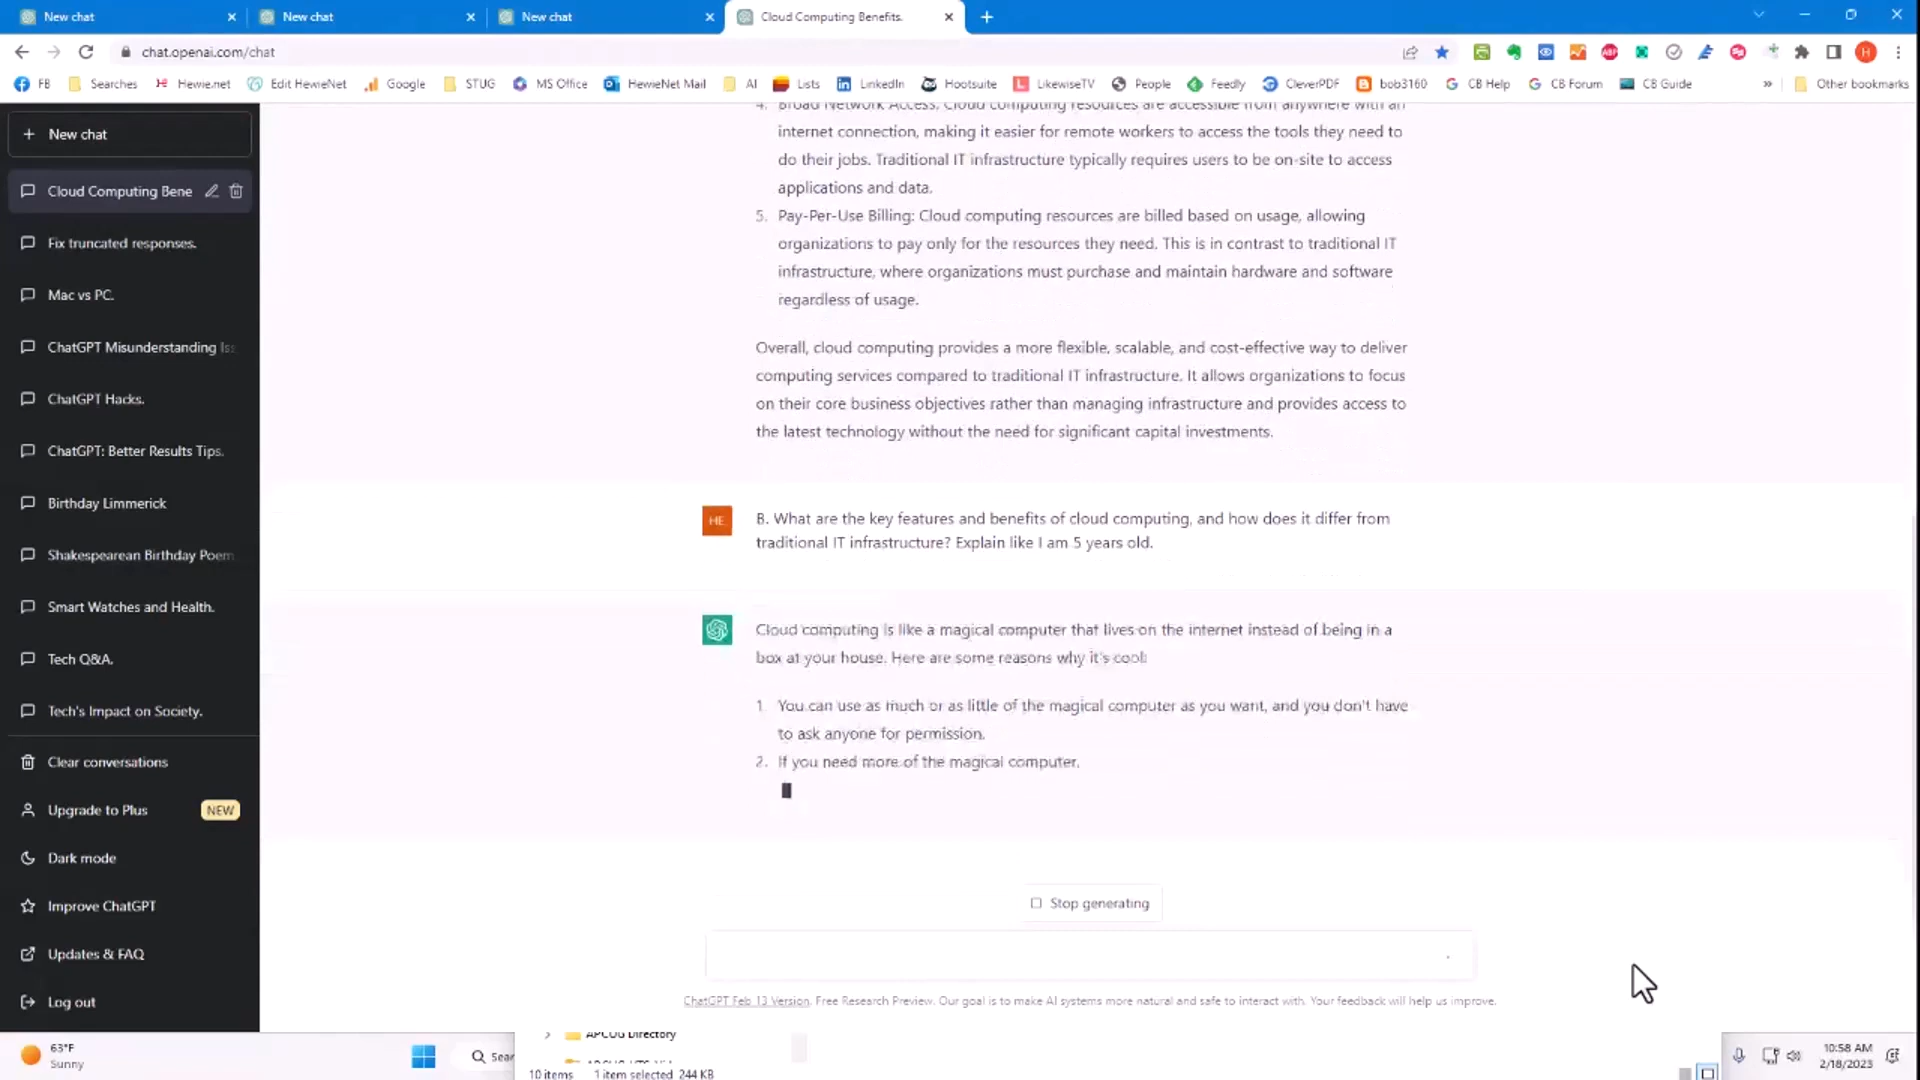 New chat
New chat
New chat
Cloud Computing Benefits.
chat.openai.com/chat
FB
Searches
Hewie.net
Edit HewieNet
Google
STUG
MS Office
HewieNet Mail
AI
Lists
LinkedIn
Hootsuite
LikewiseTV
People
Feedly
CleverPDF
bob3160
CB Help
CB Forum
CB Guide
»
Other bookmarks
+ New chat
Cloud Computing Bene
Fix truncated responses.
Mac vs PC.
ChatGPT Misunderstanding Is
ChatGPT Hacks.
ChatGPT: Better Results Tips.
Birthday Limmerick
Shakespearean Birthday Poem
Smart Watches and Health.
Tech Q&A.
Tech's Impact on Society.
Clear conversations
Upgrade to Plus NEW
Dark mode
Improve ChatGPT
Updates & FAQ
Log out
4. Broad Network Access: Cloud computing resources are accessible from anywhere with an
internet connection, making it easier for remote workers to access the tools they need to
do their jobs. Traditional IT infrastructure typically requires users to be on-site to access
applications and data.
5. Pay-Per-Use Billing: Cloud computing resources are billed based on usage, allowing
organizations to pay only for the resources they need. This is in contrast to traditional IT
infrastructure, where organizations must purchase and maintain hardware and software
regardless of usage.
Overall, cloud computing provides a more flexible, scalable, and cost-effective way to deliver
computing services compared to traditional IT infrastructure. It allows organizations to focus
on their core business objectives rather than managing infrastructure and provides access to
the latest technology without the need for significant capital investments.
HE
B. What are the key features and benefits of cloud computing, and how does it differ from
traditional IT infrastructure? Explain like I am 5 years old.
Cloud computing is like a magical computer that lives on the internet instead of being in a
box at your house. Here are some reasons why it's cool:
1. You can use as much or as little of the magical computer as you want, and you don't have
to ask anyone for permission.
2. If you need more of the magical computer,
Stop generating
ChatGPT Feb 13 Version. Free Research Preview. Our goal is to make AI systems more natural and safe to interact with. Your feedback will help us improve.
63°F
Sunny
Sear
APCUG Directory
10 items 1 item selected 244 KB
10:58 AM
2/18/2023